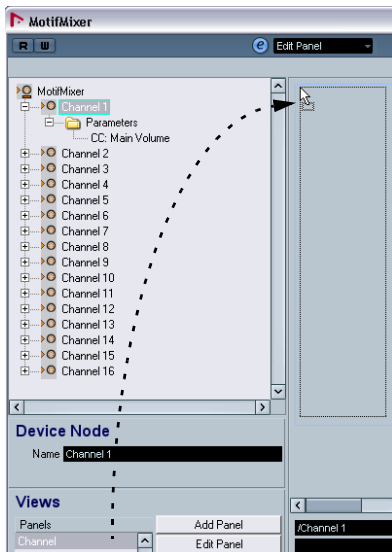 MotifMixer
R W e Edit Panel
MotifMixer
Channel 1
Parameters
CC: Main Volume
Channel 2
Channel 3
Channel 4
Channel 5
Channel 6
Channel 7
Channel 8
Channel 9
Channel 10
Channel 11
Channel 12
Channel 13
Channel 14
Channel 15
Channel 16
Device Node
Name Channel 1
Views
Panels Add Panel
Channel Edit Panel
/Channel 1